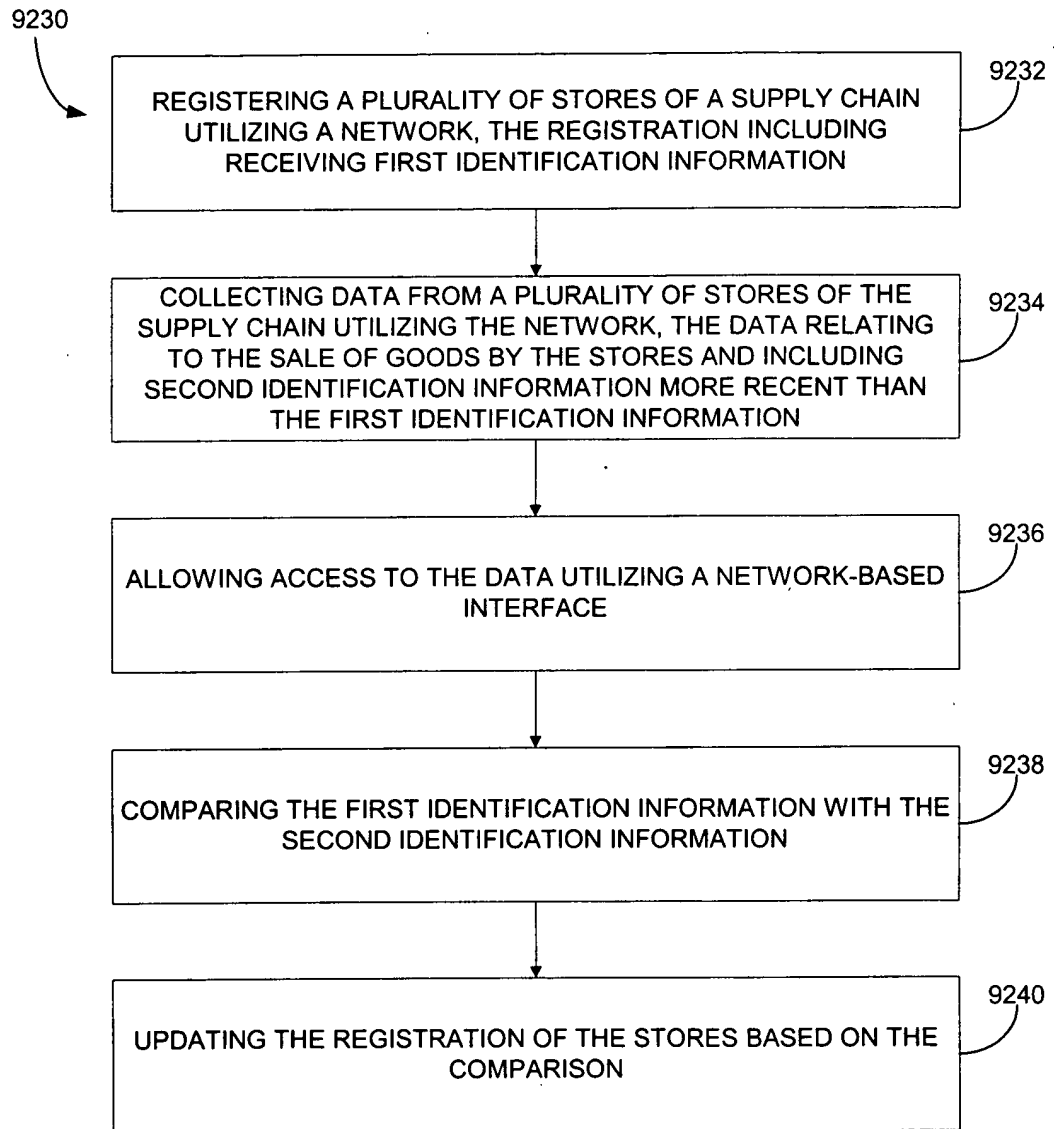 9230
9232
REGISTERING A PLURALITY OF STORES OF A SUPPLY CHAIN
UTILIZING A NETWORK, THE REGISTRATION INCLUDING
RECEIVING FIRST IDENTIFICATION INFORMATION
9234
COLLECTING DATA FROM A PLURALITY OF STORES OF THE
SUPPLY CHAIN UTILIZING THE NETWORK, THE DATA RELATING
TO THE SALE OF GOODS BY THE STORES AND INCLUDING
SECOND IDENTIFICATION INFORMATION MORE RECENT THAN
THE FIRST IDENTIFICATION INFORMATION
9236
ALLOWING ACCESS TO THE DATA UTILIZING A NETWORK-BASED
INTERFACE
9238
COMPARING THE FIRST IDENTIFICATION INFORMATION WITH THE
SECOND IDENTIFICATION INFORMATION
9240
UPDATING THE REGISTRATION OF THE STORES BASED ON THE
COMPARISON